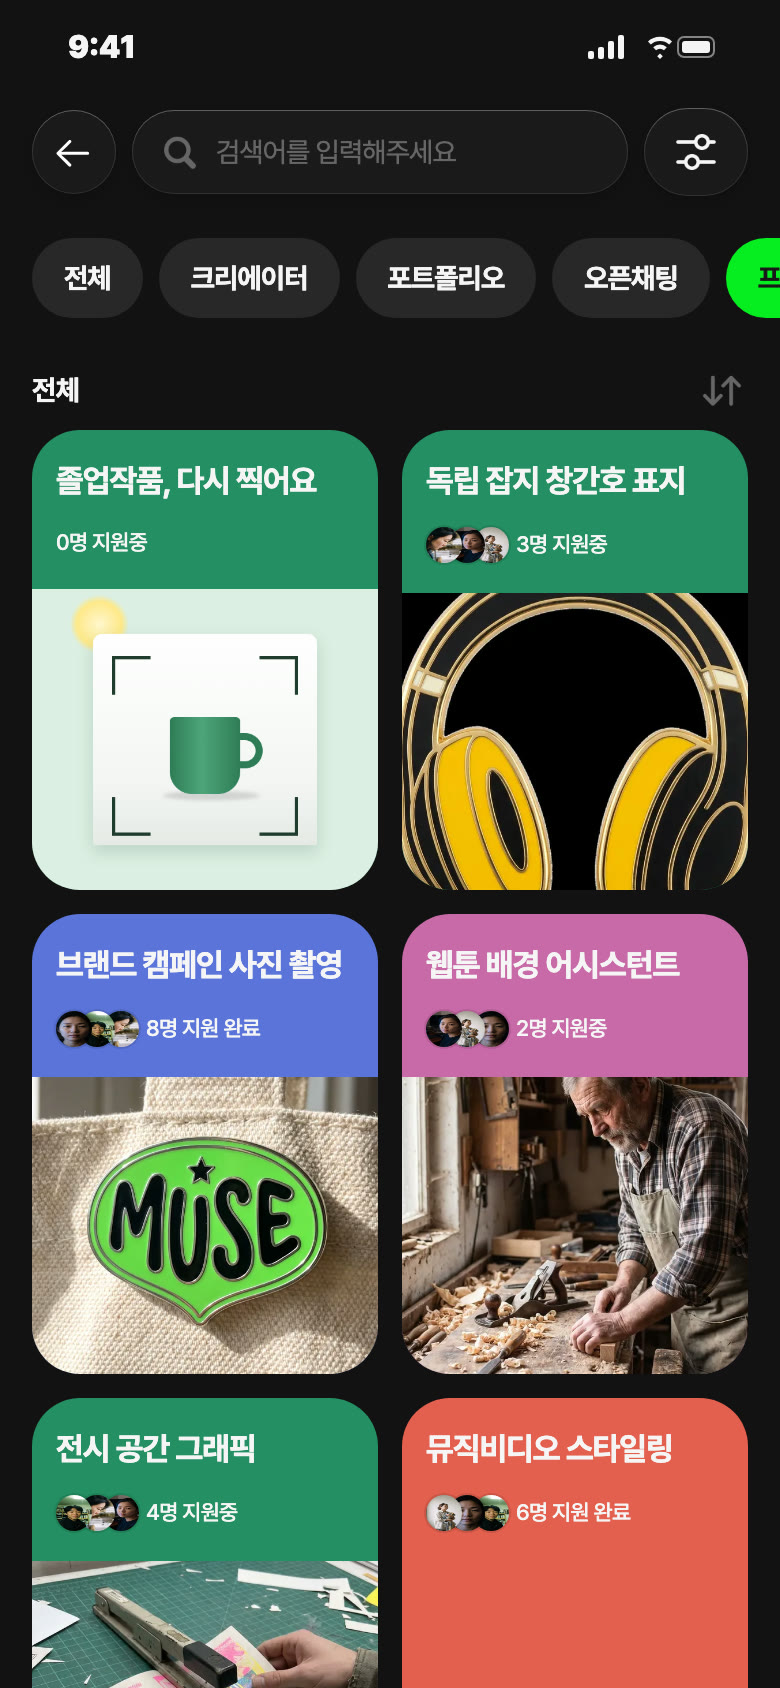 9:41
검색어를 입력해주세요
전체
크리에이터
포트폴리오
오픈채팅
전체
졸업작품, 다시 찍어요
0명 지원중
독립 잡지 창간호 표지
3명 지원중
브랜드 캠페인 사진 촬영
8명 지원 완료
웹툰 배경 어시스턴트
2명 지원중
MUSE
전시 공간 그래픽
4명 지원중
뮤직비디오 스타일링
6명 지원 완료